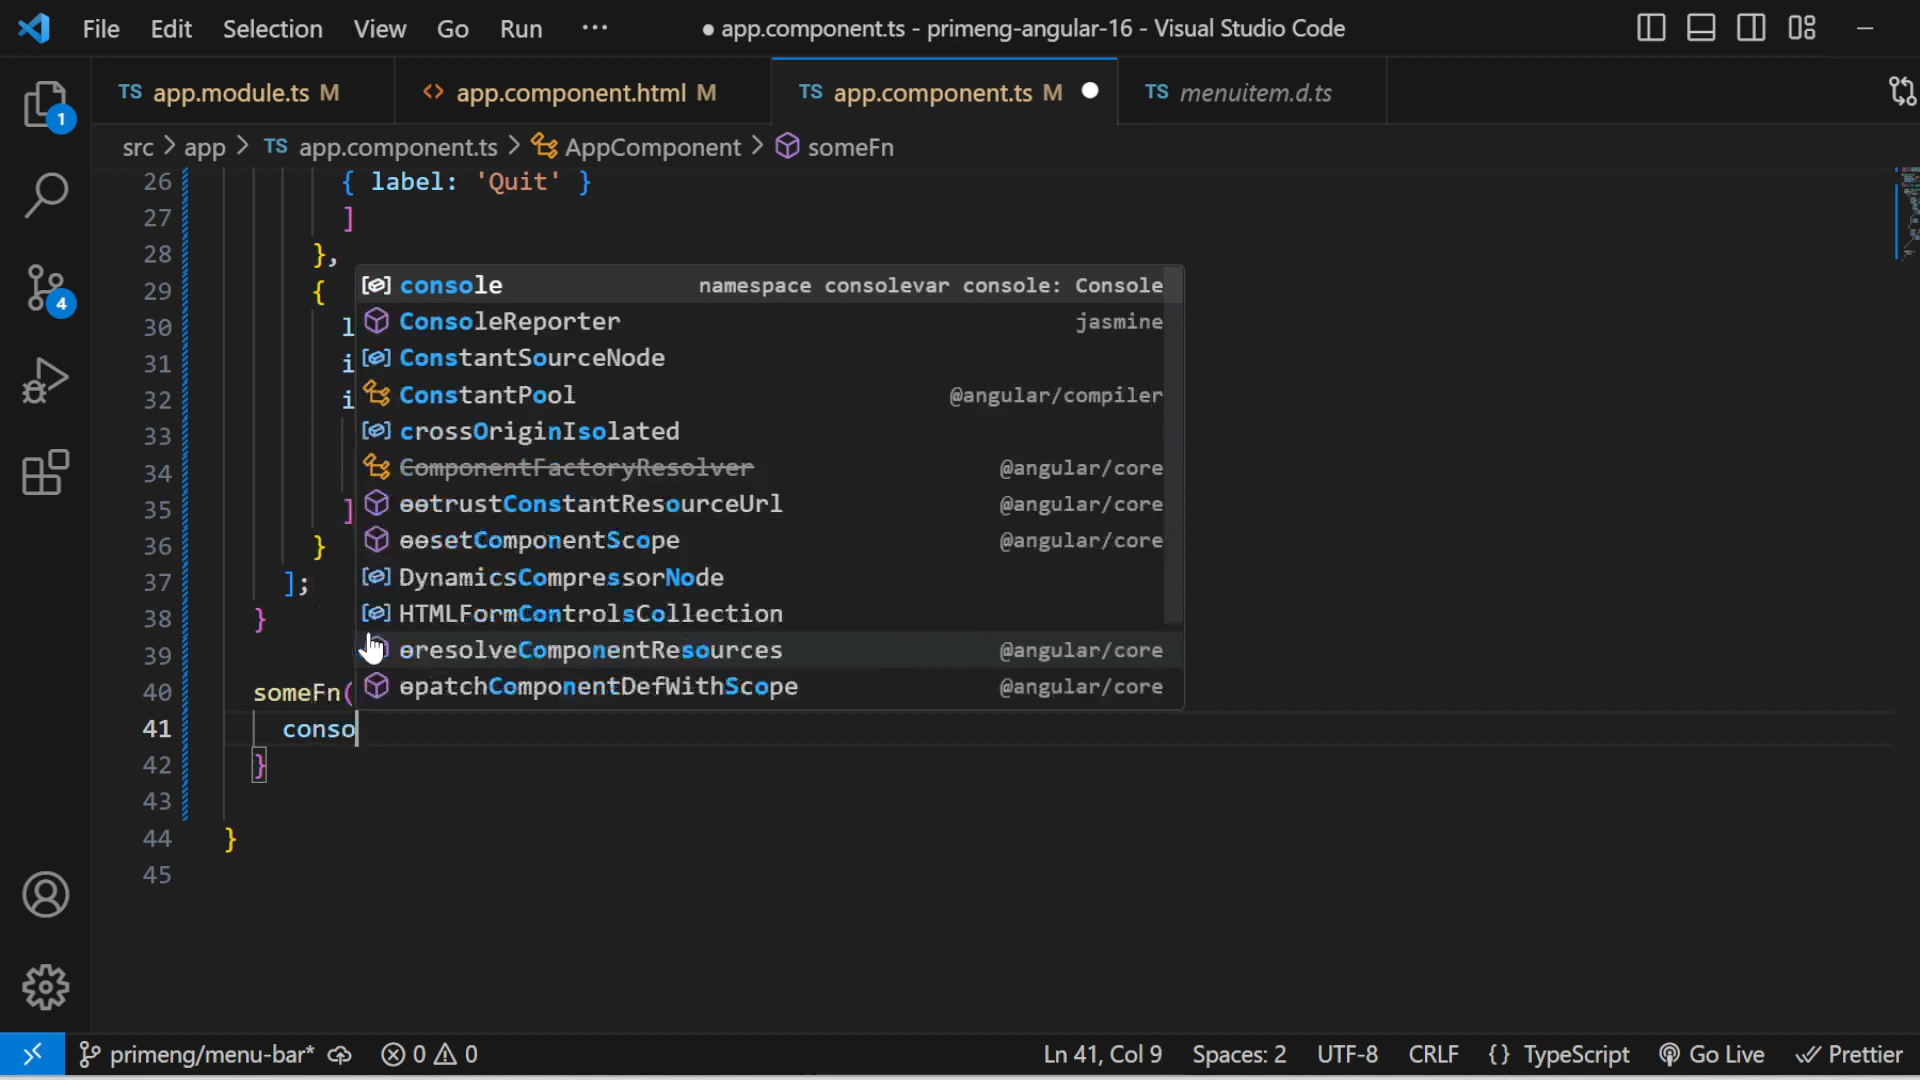 File Edit Selection View Go Run ··· ● app.component.ts - primeng-angular-16 - Visual Studio Code
TS app.module.ts M <> app.component.html M TS app.component.ts M ● TS menuitem.d.ts
src > app > TS app.component.ts > AppComponent > someFn
26 { label: 'Quit' }
27 ]
28 },
29 {
30 l
31 i
32 i
33
34
35 ]
36 }
37 ];
38 }
39
40 someFn(
41 conso
42 }
43
44 }
45
console namespace consolevar console: Console
ConsoleReporter jasmine
ConstantSourceNode
ConstantPool @angular/compiler
crossOriginIsolated
ComponentFactoryResolver @angular/core
ɵɵtrustConstantResourceUrl @angular/core
ɵɵsetComponentScope @angular/core
DynamicsCompressorNode
HTMLFormControlsCollection
ɵresolveComponentResources @angular/core
ɵpatchComponentDefWithScope @angular/core
1
4
primeng/menu-bar* 0 0 Ln 41, Col 9 Spaces: 2 UTF-8 CRLF {} TypeScript Go Live Prettier